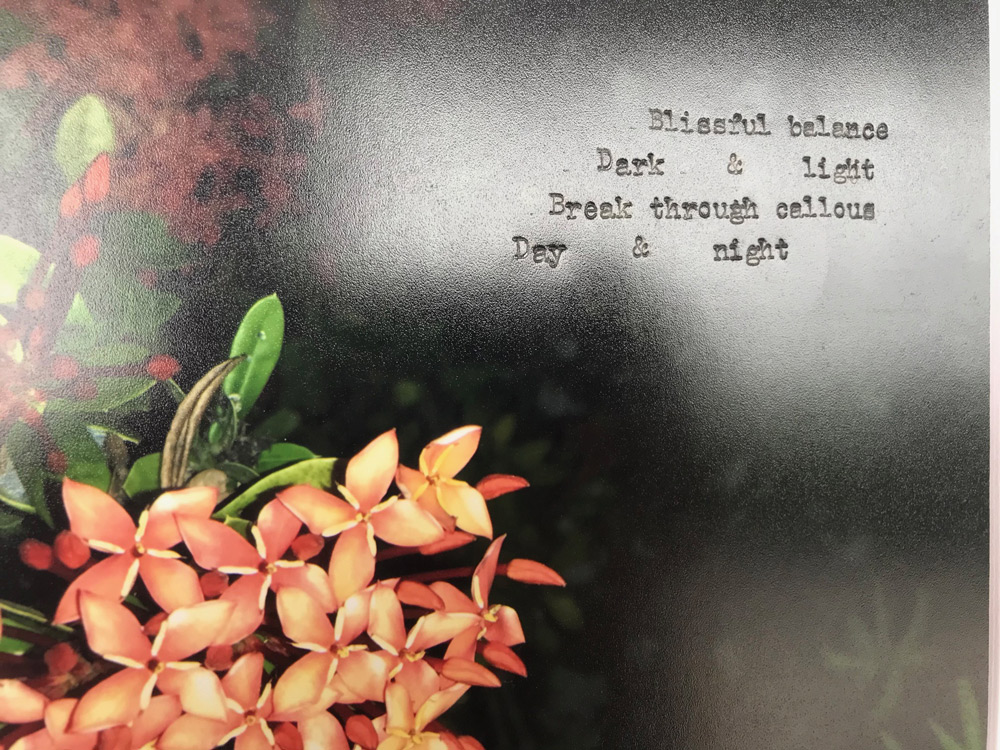 Blissful balance
Dark & light
Break through callous
Day & night